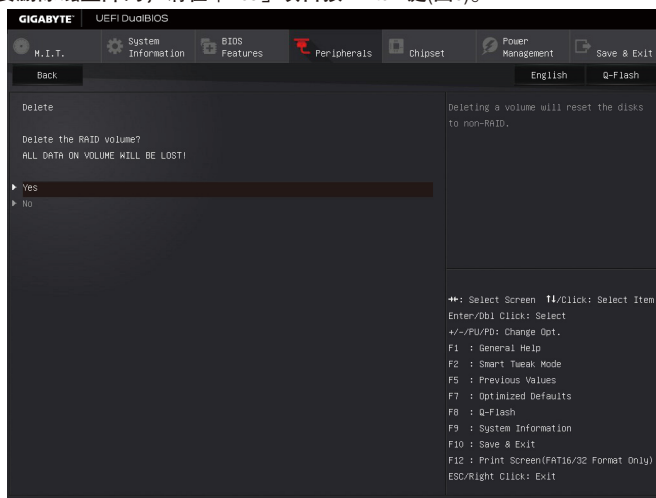 GIGABYTE™ UEFI DualBIOS
M.I.T.
System Information
BIOS Features
Peripherals
Chipset
Power Management
Save & Exit
Back
English
Q-Flash
Delete
Delete the RAID volume?
ALL DATA ON VOLUME WILL BE LOST!
Yes
No
Deleting a volume will reset the disks
to non-RAID.
→←: Select Screen ↑↓/Click: Select Item
Enter/Dbl Click: Select
+/-/PU/PD: Change Opt.
F1 : General Help
F2 : Smart Tweak Mode
F5 : Previous Values
F7 : Optimized Defaults
F8 : Q-Flash
F9 : System Information
F10 : Save & Exit
F12 : Print Screen(FAT16/32 Format Only)
ESC/Right Click: Exit